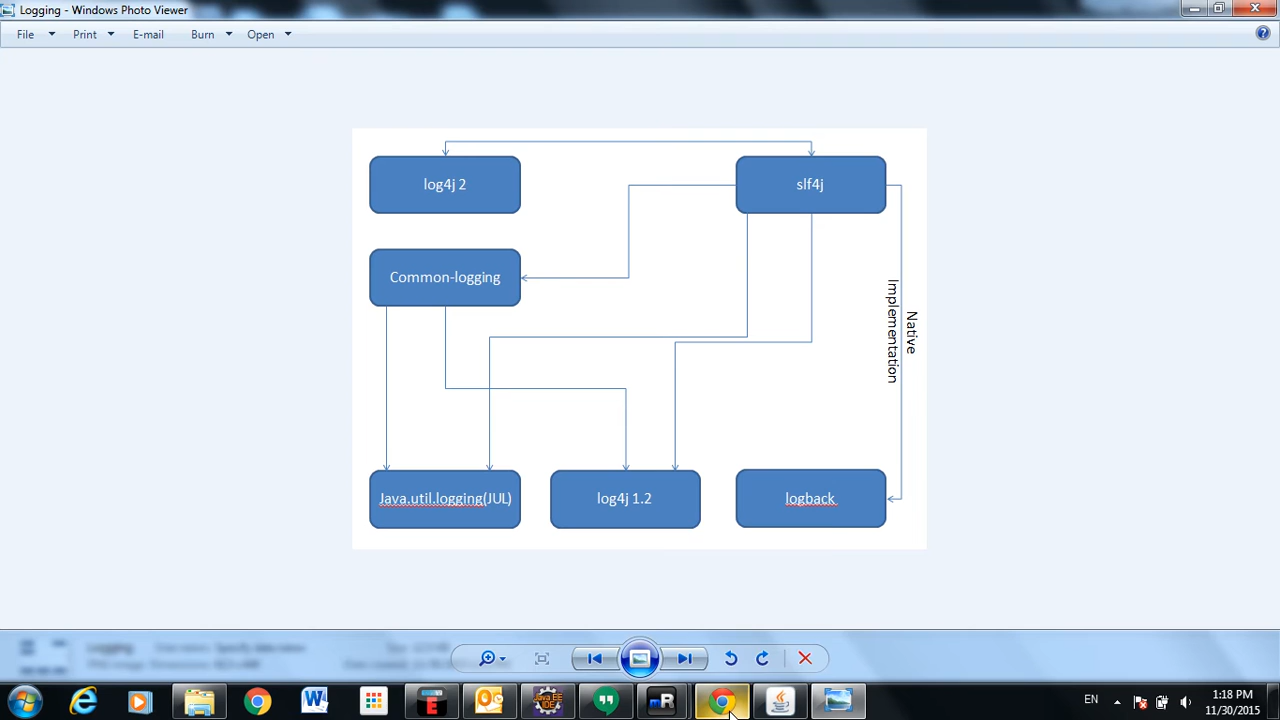 Logging - Windows Photo Viewer
File Print E-mail Burn Open
log4j 2
slf4j
Common-logging
Native
Implementation
Java.util.logging(JUL)
log4j 1.2
logback
Logging
EN
1:18 PM
11/30/2015